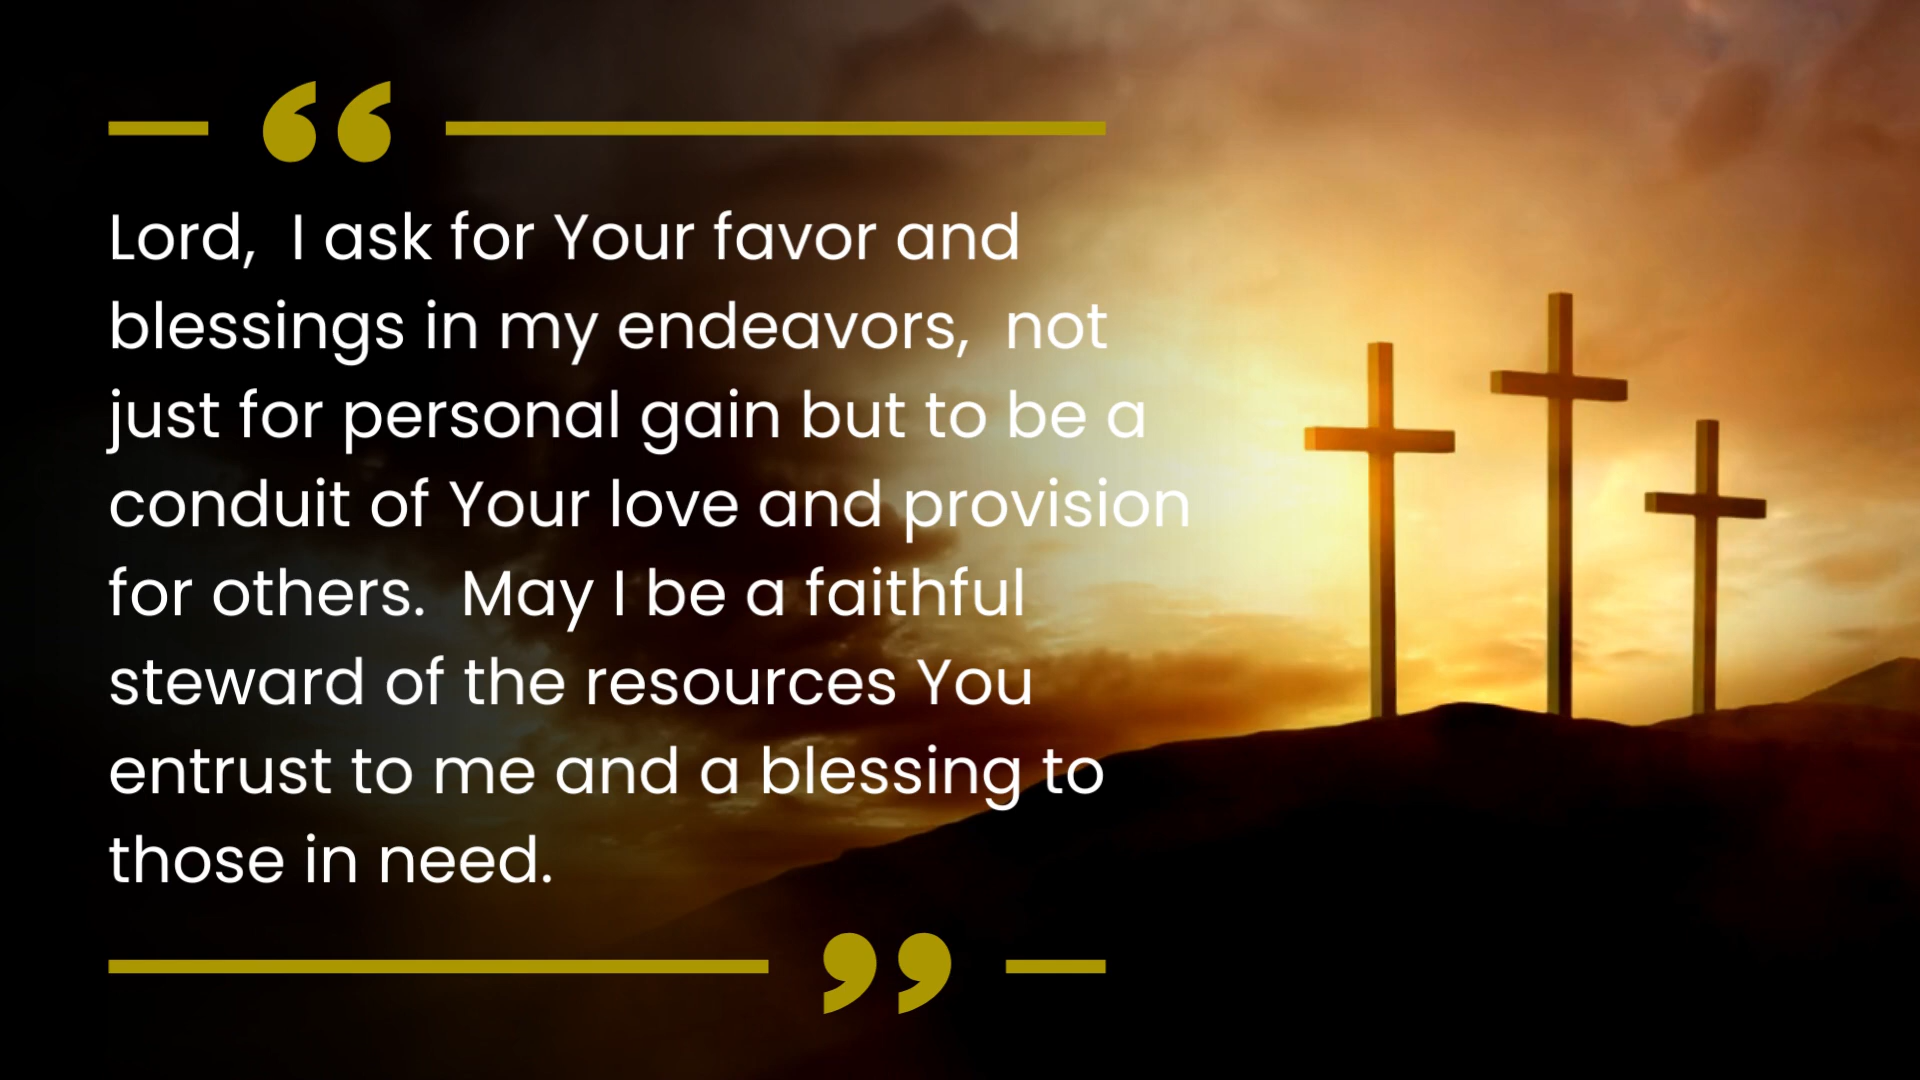 “
Lord,  I ask for Your favor and
blessings in my endeavors,  not
just for personal gain but to be a
conduit of Your love and provision
for others.  May I be a faithful
steward of the resources You
entrust to me and a blessing to
those in need.
”